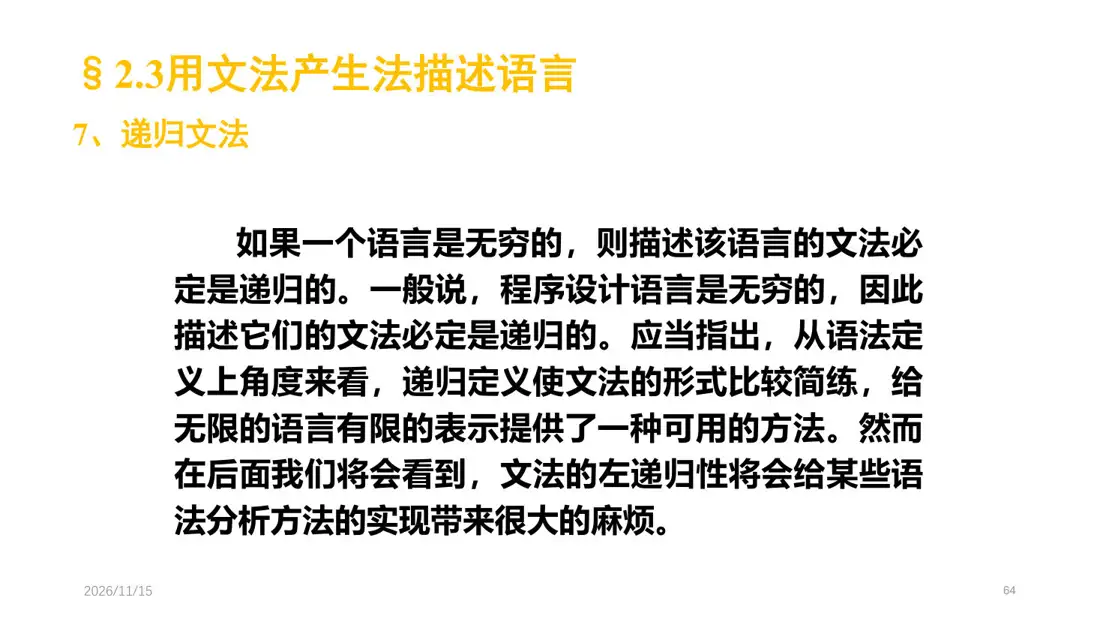 §2.3用文法产生法描述语言
7、递归文法
如果一个语言是无穷的，则描述该语言的文法必
定是递归的。一般说，程序设计语言是无穷的，因此
描述它们的文法必定是递归的。应当指出，从语法定
义上角度来看，递归定义使文法的形式比较简练，给
无限的语言有限的表示提供了一种可用的方法。然而
在后面我们将会看到，文法的左递归性将会给某些语
法分析方法的实现带来很大的麻烦。
2026/11/15
64